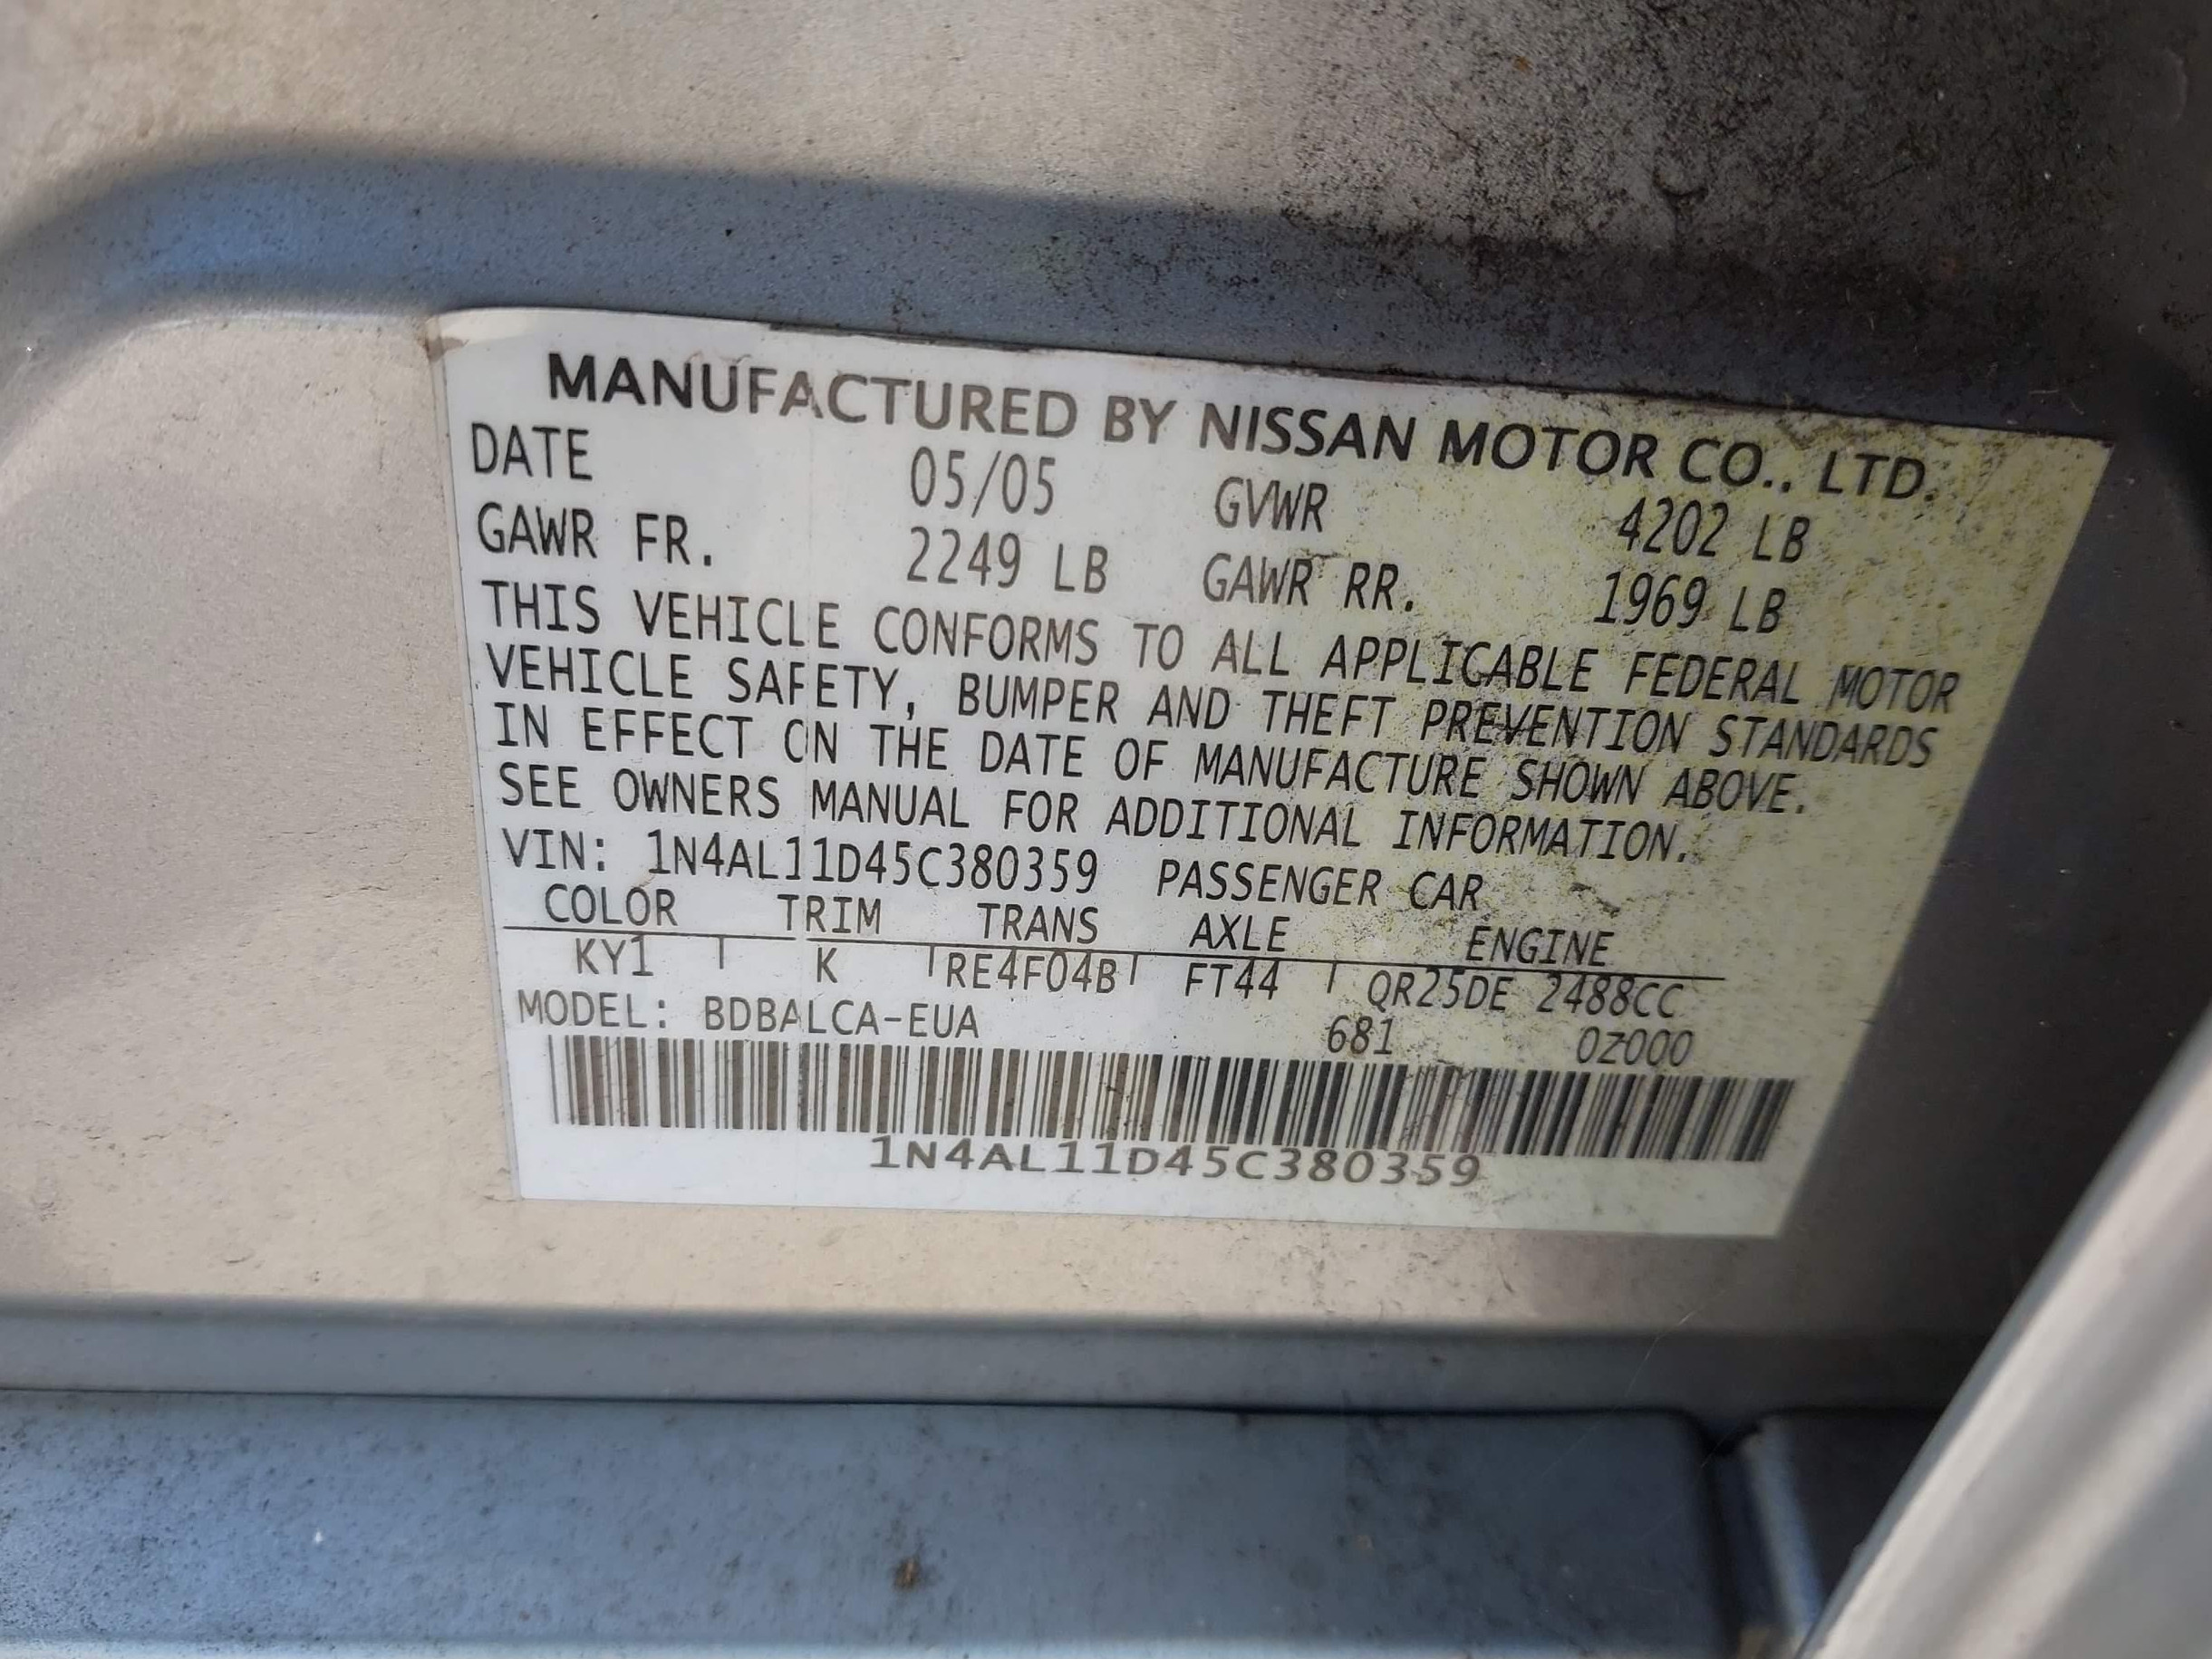 MANUFACTURED BY NISSAN MOTOR CO., LTD.
DATE 05/05 GVWR 4202 LB
GAWR FR. 2249 LB GAWR RR. 1969 LB
THIS VEHICLE CONFORMS TO ALL APPLICABLE FEDERAL MOTOR
VEHICLE SAFETY, BUMPER AND THEFT PREVENTION STANDARDS
IN EFFECT ON THE DATE OF MANUFACTURE SHOWN ABOVE.
SEE OWNERS MANUAL FOR ADDITIONAL INFORMATION.
VIN: 1N4AL11D45C380359 PASSENGER CAR
COLOR TRIM TRANS AXLE ENGINE
KY1 K RE4F04B FT44 QR25DE 2488CC
MODEL: BDBALCA-EUA 681 0Z000
1N4AL11D45C380359